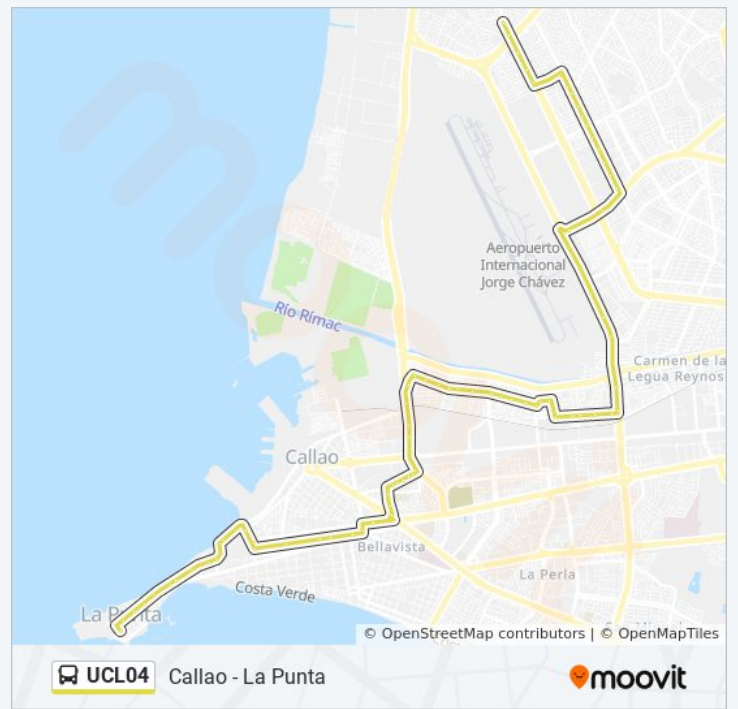 Aeropuerto
Internacional
Jorge Chávez
Río Rímac
Carmen de la
Legua Reynos
Callao
Bellavista
La Perla
Costa Verde
La Punta
© OpenStreetMap contributors | © OpenMapTiles
UCL04 Callao - La Punta
moovit